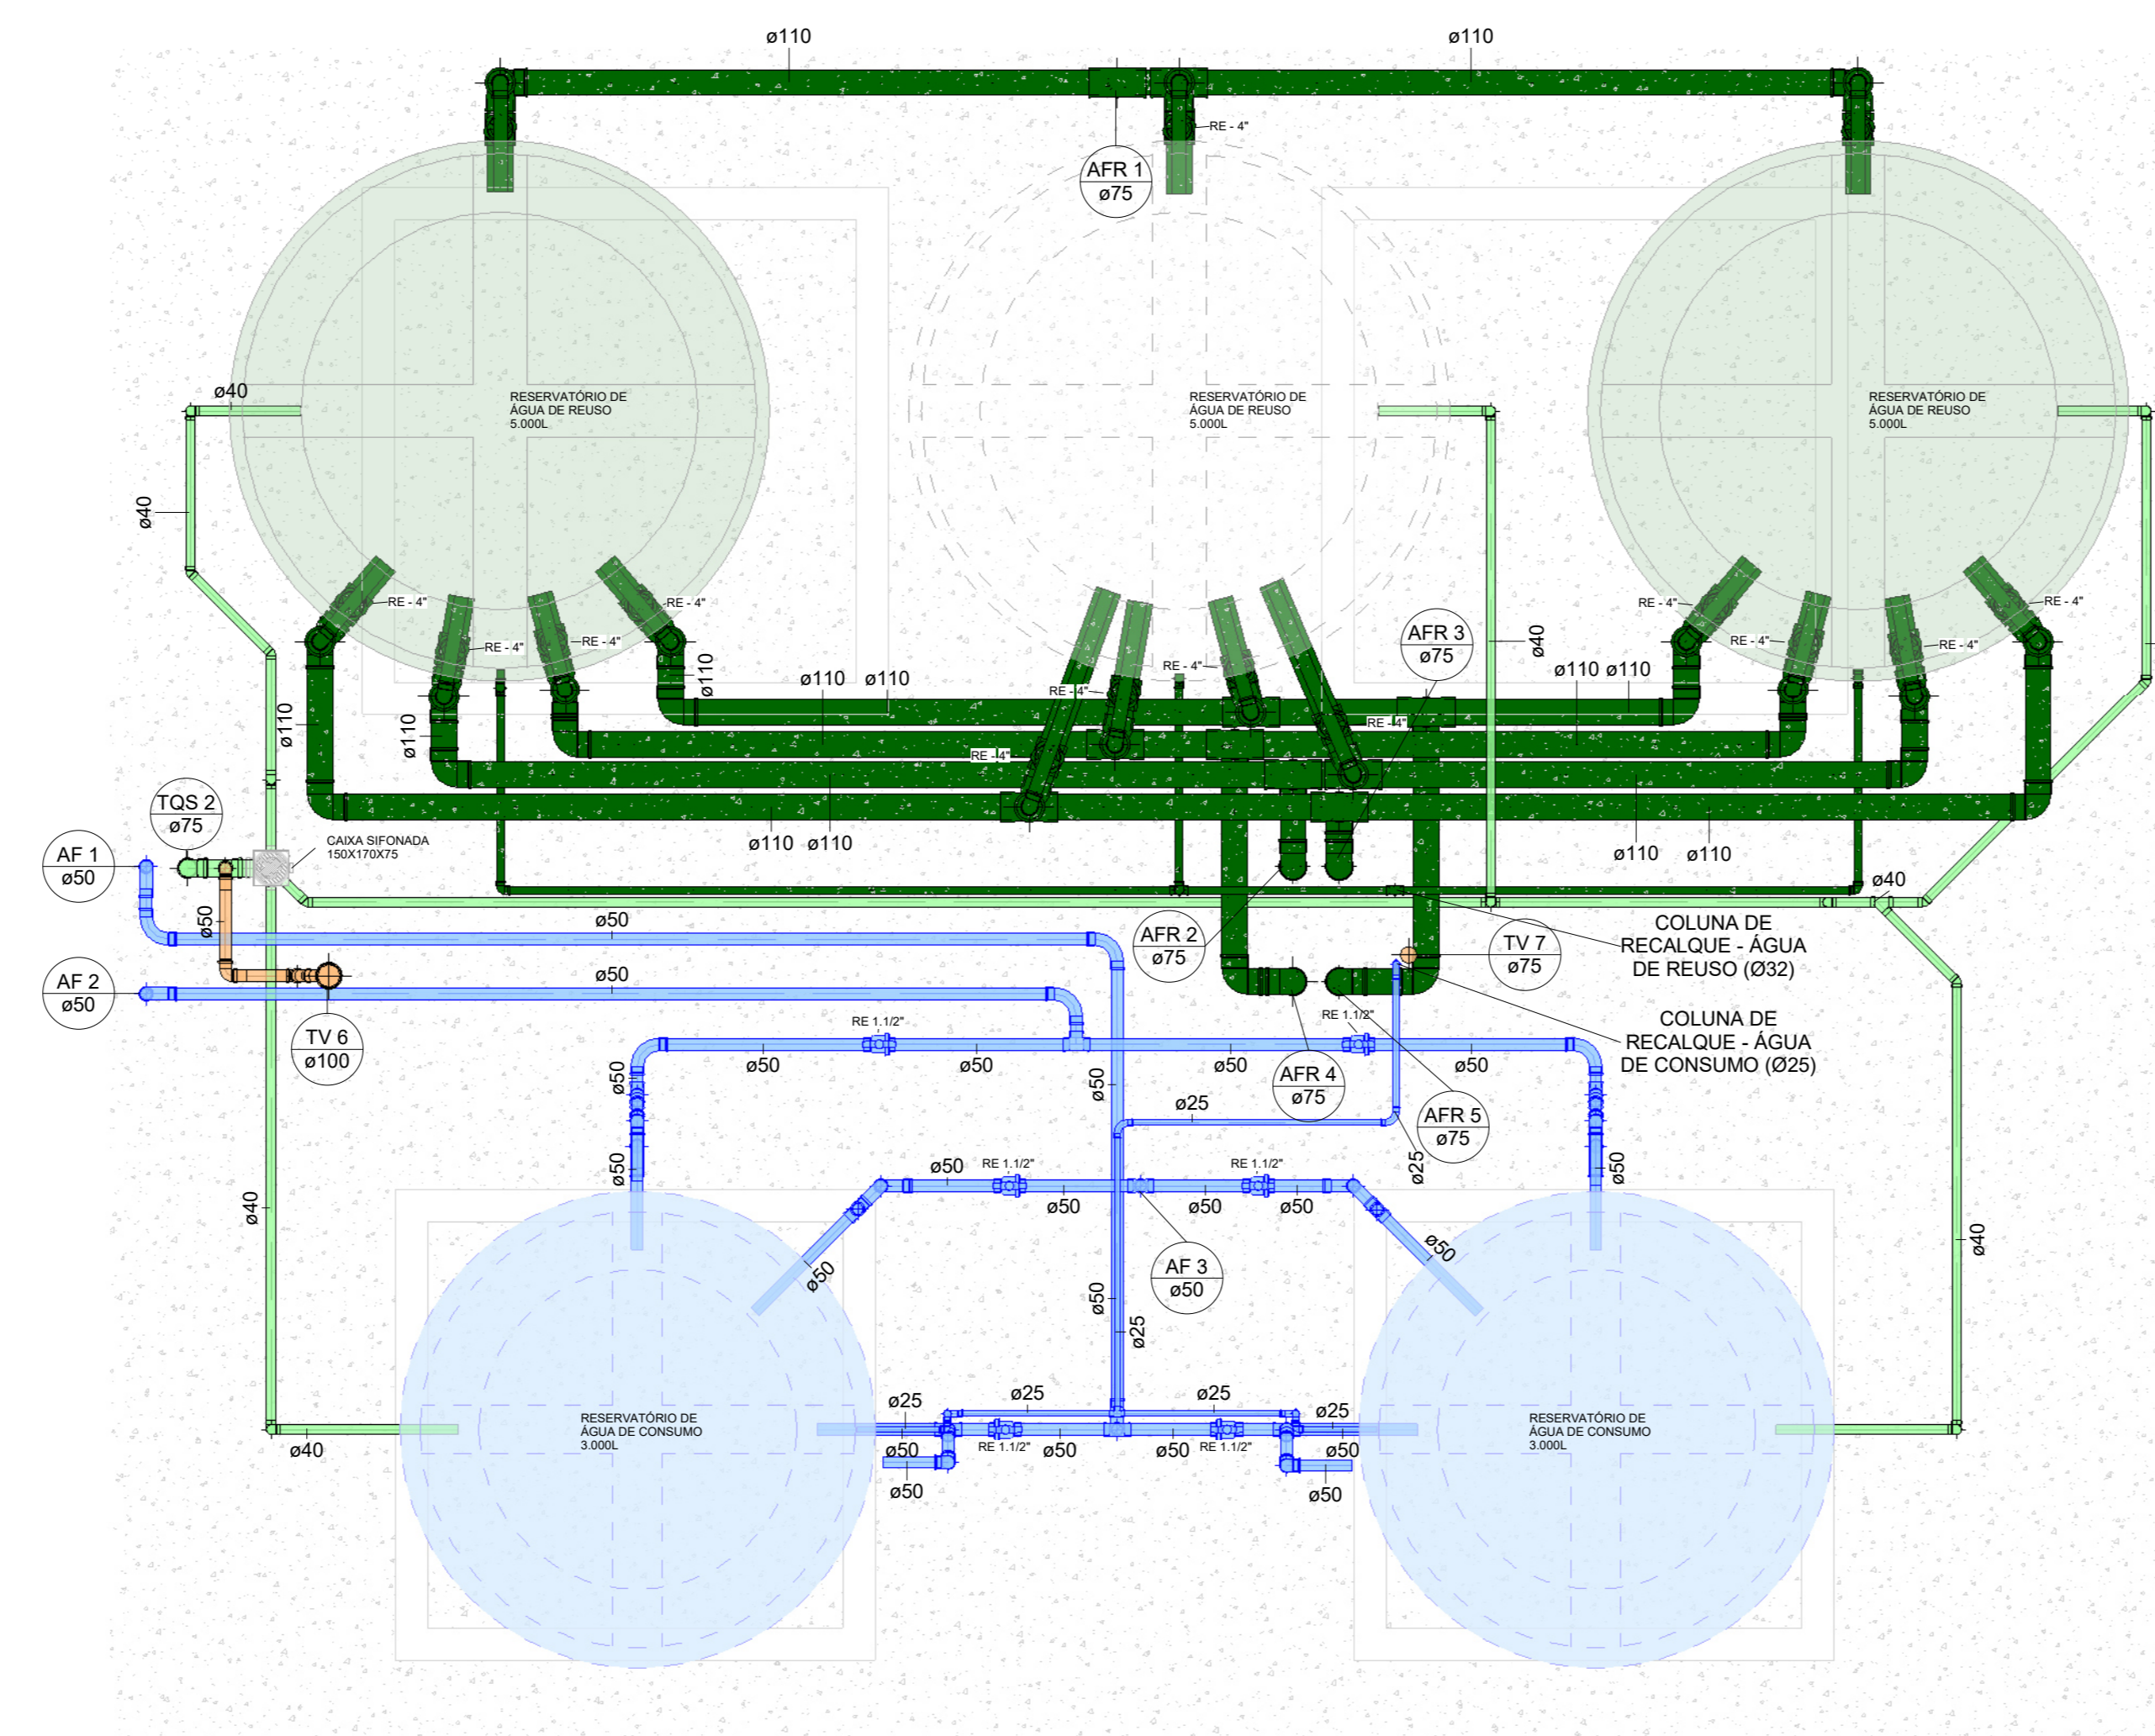 ø110
ø110
RE - 4"
AFR 1
ø75
ø40
RESERVATÓRIO DE
ÁGUA DE REUSO
5.000L
RESERVATÓRIO DE
ÁGUA DE REUSO
5.000L
RESERVATÓRIO DE
ÁGUA DE REUSO
5.000L
ø40
RE - 4"
RE - 4"
RE - 4"
RE - 4"
RE - 4"
RE - 4"
RE - 4"
RE - 4"
RE - 4"
RE - 4"
RE - 4"
RE - 4"
AFR 3
ø75
ø40
ø110
ø110
ø110
ø110
ø110
ø110
ø110
ø110
ø110
ø110
ø110
TQS 2
ø75
CAIXA SIFONADA
150X170X75
AF 1
ø50
ø50
ø50
ø40
AFR 2
ø75
TV 7
ø75
COLUNA DE
RECALQUE - ÁGUA
DE REUSO (Ø32)
AF 2
ø50
ø50
TV 6
ø100
RE 1.1/2"
RE 1.1/2"
COLUNA DE
RECALQUE - ÁGUA
DE CONSUMO (Ø25)
ø50
ø50
ø50
ø50
ø50
ø50
AFR 4
ø75
AFR 5
ø75
ø25
ø25
ø50
ø50
ø50
RE 1.1/2"
RE 1.1/2"
ø50
ø50
ø50
ø40
ø40
ø50
ø50
AF 3
ø50
ø50
ø25
ø25
ø25
ø25
ø25
RESERVATÓRIO DE
ÁGUA DE CONSUMO
3.000L
RESERVATÓRIO DE
ÁGUA DE CONSUMO
3.000L
ø40
ø50
RE 1.1/2"
ø50
ø50
RE 1.1/2"
ø50
ø50
ø50